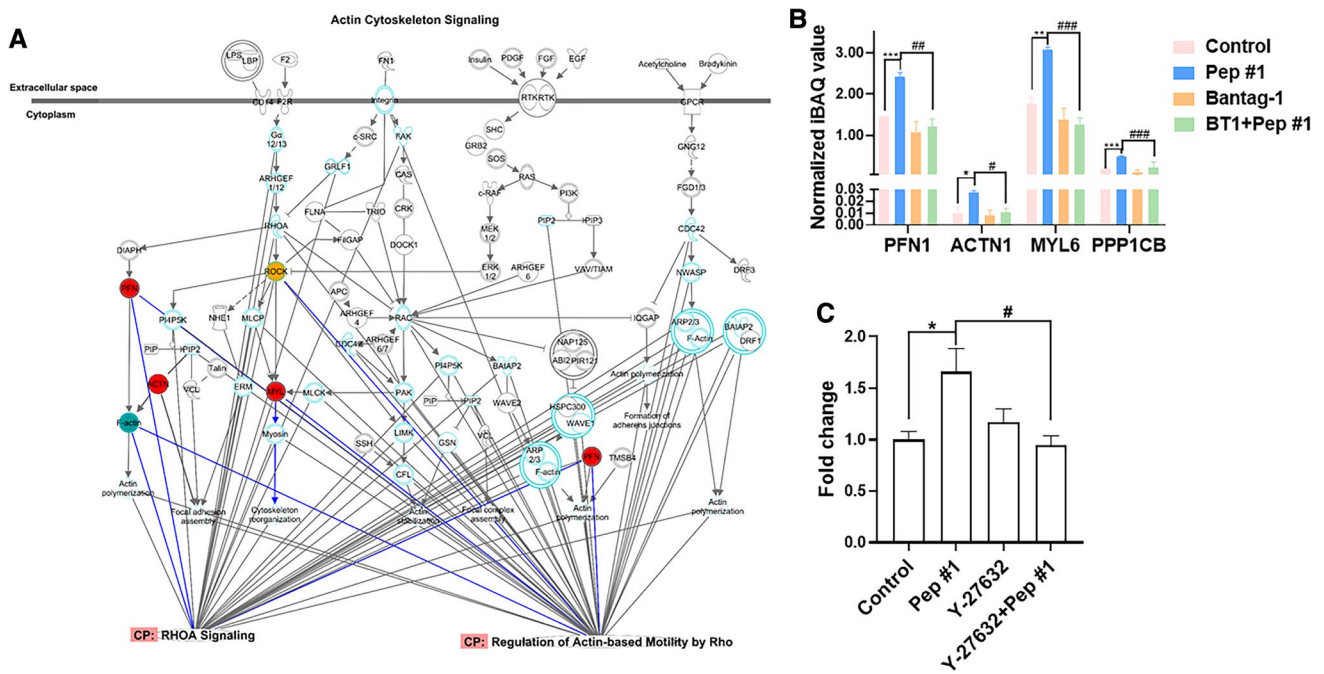 Actin Cytoskeleton Signaling
A
LPS
LBP
F2
FN1
Insulin
PDGF
FGF
EGF
Acetylcholine
Bradykinin
Extracellular space
CD14
F2R
Integrin
RTK
RTK
GPCR
Cytoplasm
Gα
12/13
c-SRC
FAK
SHC
GRB2
GNG12
SOS
GRLF1
ARHGEF
1/12
CAS
RAS
c-RAF
PI3K
FGD1/3
FLNA
TRIO
CRK
RHOA
PIP2
PIP3
CDC42
MEK
1/2
FilGAP
DOCK1
DIAPH
ROCK
ERK
1/2
ARHGEF
6
VAV/TIAM
NWASP
DRF3
PFN
APC
PI4P5K
NHE1
MLCP
ARHGEF
4
RAC
IQGAP
ARP2/3
F-Actin
BAIAP2
DRF1
CDC42
ARHGEF
6/7
NAP125
ABI2
PIR121
PIP
PIP2
Talin
PI4P5K
BAIAP2
Actin polymerization
ACTN
VCL
ERM
MYL
MLCK
PAK
PIP
PIP2
WAVE2
HSPC300
WAVE1
Formation of
adherens junctions
F-actin
Myosin
SSH
LIMK
GSN
VCL
ARP
2/3
F-actin
PFN
TMSB4
CFL
Actin
polymerization
Focal adhesion
assembly
Cytoskeleton
reorganization
Actin
stabilization
Focal complex
assembly
Actin
polymerization
Actin
polymerization
CP: RHOA Signaling
CP: Regulation of Actin-based Motility by Rho
B
Normalized iBAQ value
3.00
2.00
1.00
0.03
0.02
0.01
0.00
***
##
*
#
**
###
***
###
PFN1
ACTN1
MYL6
PPP1CB
Control
Pep #1
Bantag-1
BT1+Pep #1
C
Fold change
2.0
1.5
1.0
0.5
0.0
*
#
Control
Pep #1
Y-27632
Y-27632+Pep #1